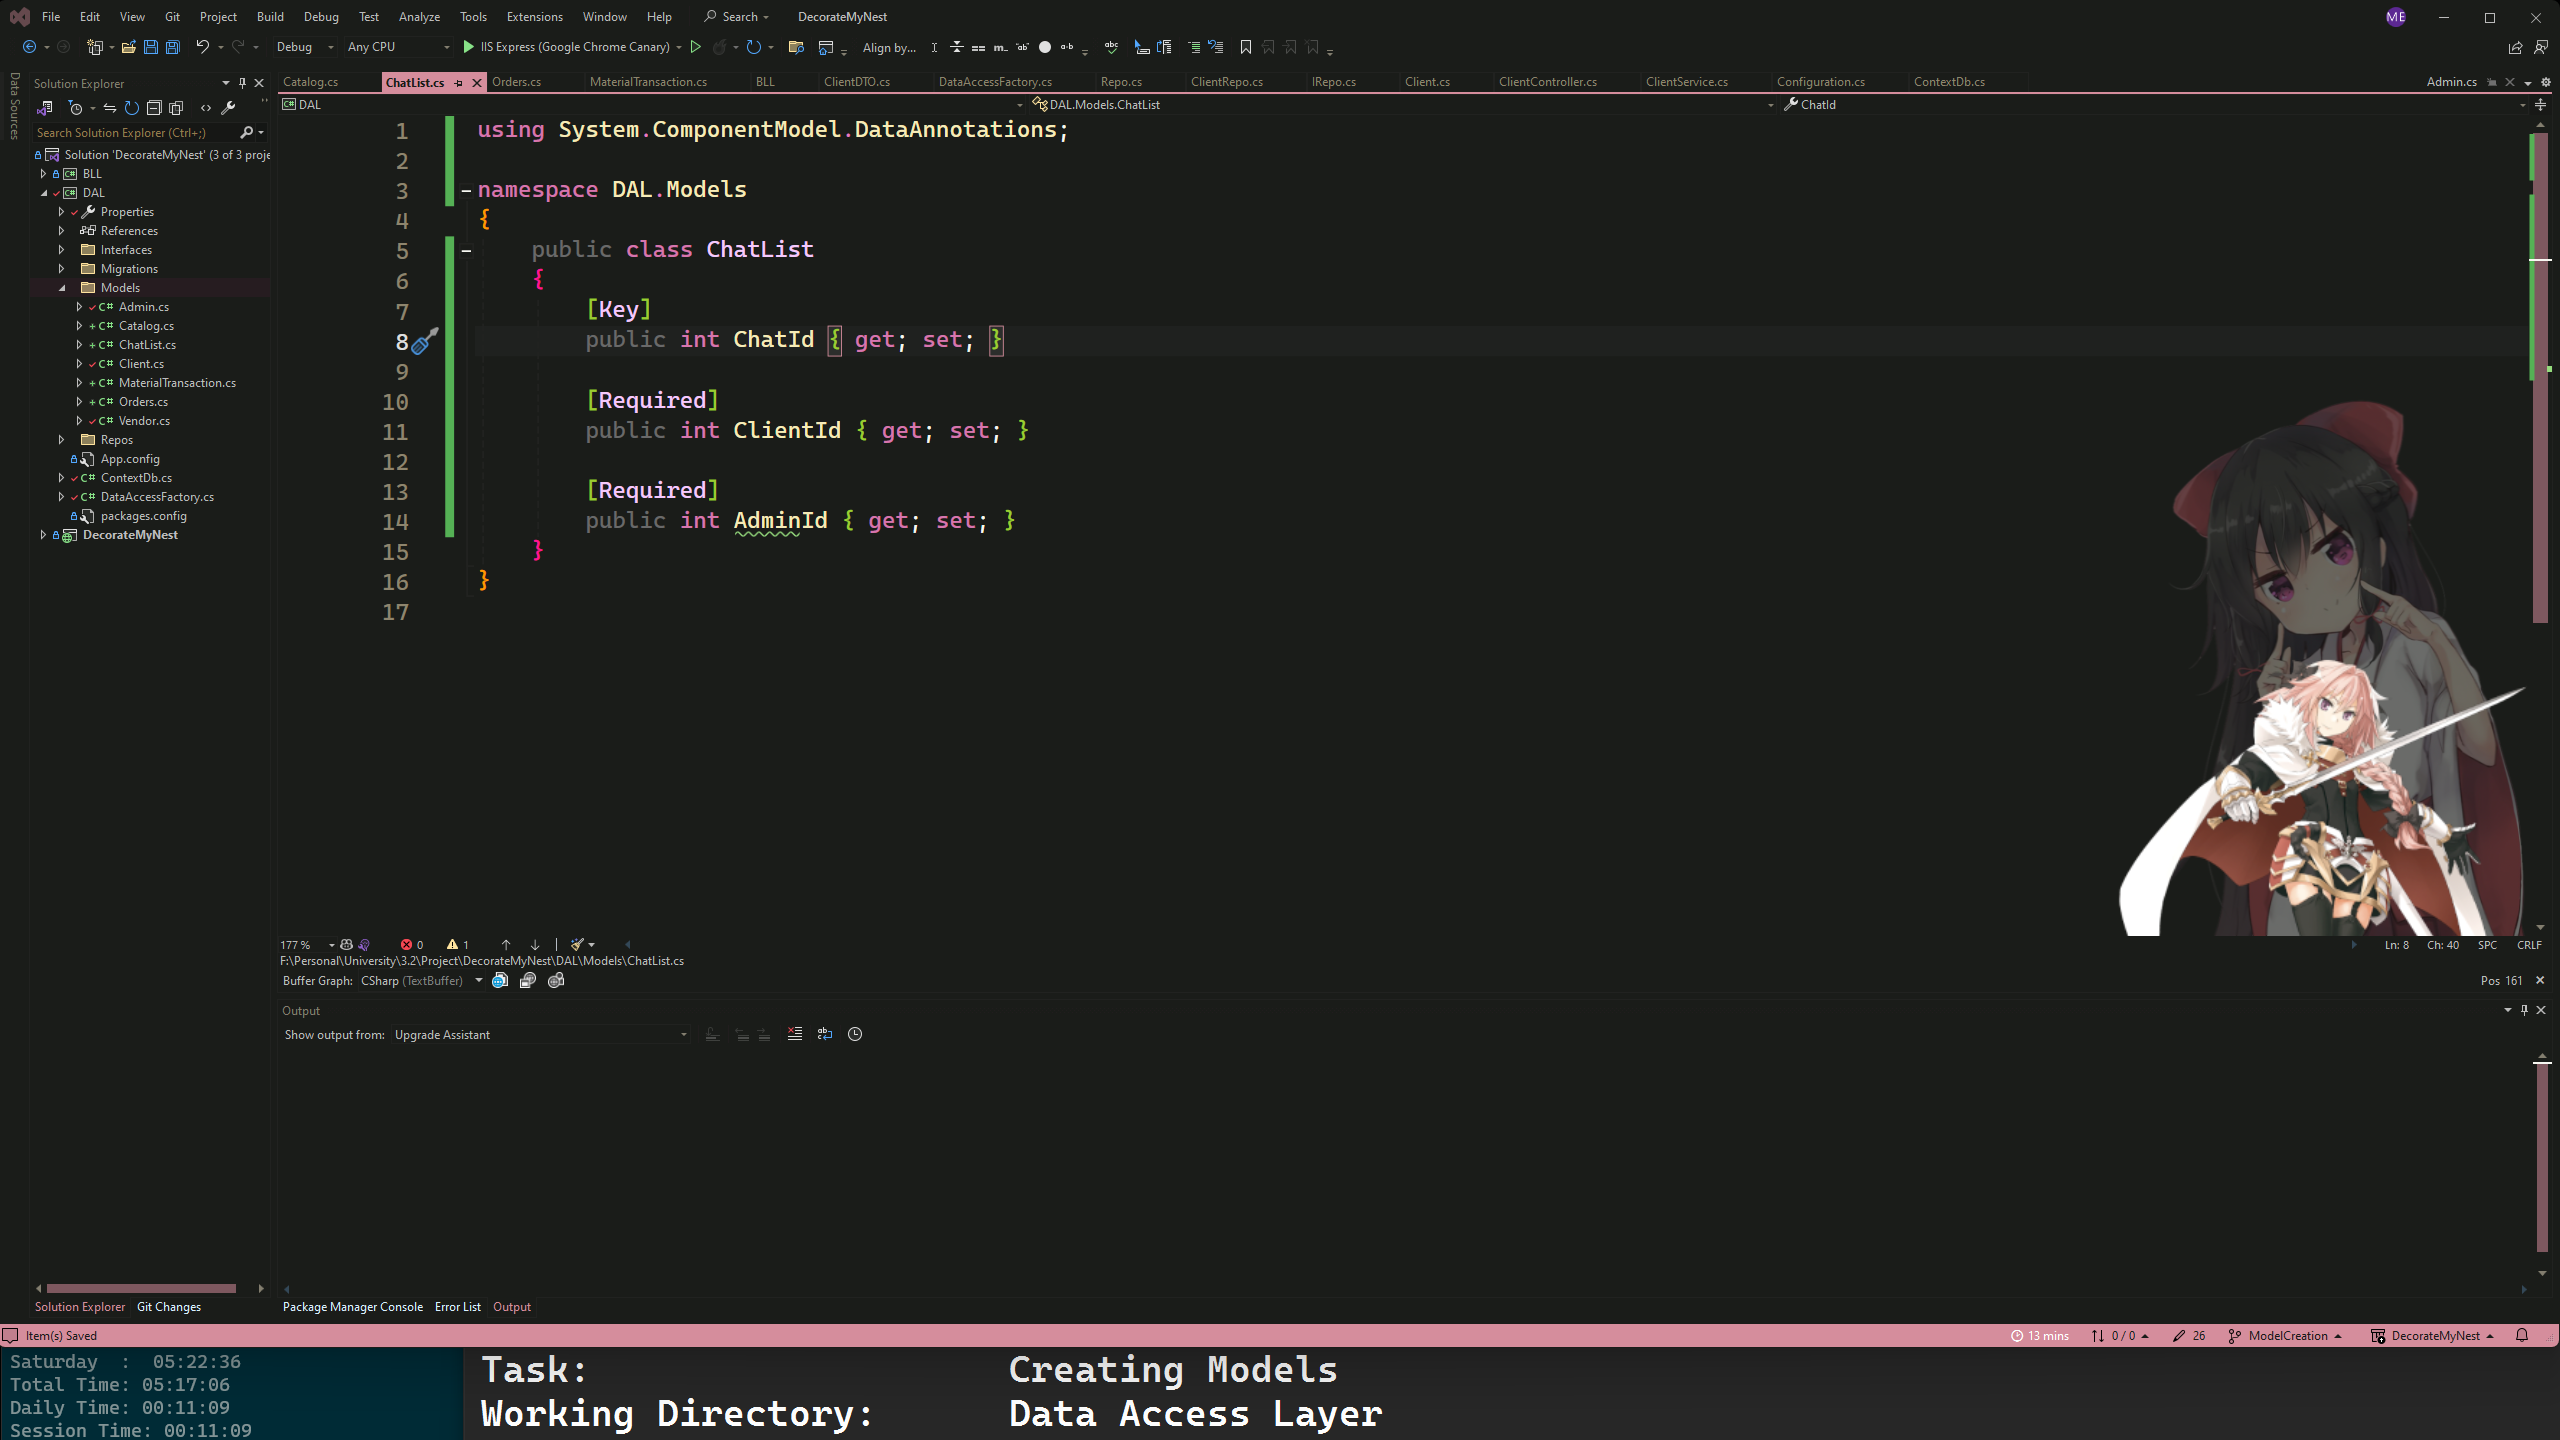 File Edit View Git Project Build Debug Test Analyze Tools Extensions Window Help Search DecorateMyNest ME
Debug Any CPU IIS Express (Google Chrome Canary) Align by...
Data Sources
Solution Explorer
Search Solution Explorer (Ctrl+;)
Solution 'DecorateMyNest' (3 of 3 proje
BLL
DAL
Properties
References
Interfaces
Migrations
Models
C# Admin.cs
C# Catalog.cs
C# ChatList.cs
C# Client.cs
C# MaterialTransaction.cs
C# Orders.cs
C# Vendor.cs
Repos
App.config
C# ContextDb.cs
C# DataAccessFactory.cs
packages.config
DecorateMyNest
Solution Explorer Git Changes
Catalog.cs ChatList.cs Orders.cs MaterialTransaction.cs BLL ClientDTO.cs DataAccessFactory.cs Repo.cs ClientRepo.cs IRepo.cs Client.cs ClientController.cs ClientService.cs Configuration.cs ContextDb.cs Admin.cs
DAL DAL.Models.ChatList ChatId
1 using System.ComponentModel.DataAnnotations;
2
3 namespace DAL.Models
4 {
5 public class ChatList
6 {
7 [Key]
8 public int ChatId { get; set; }
9
10 [Required]
11 public int ClientId { get; set; }
12
13 [Required]
14 public int AdminId { get; set; }
15 }
16 }
17
177 % 0 1 Ln: 8 Ch: 40 SPC CRLF
F:\Personal\University\3.2\Project\DecorateMyNest\DAL\Models\ChatList.cs
Buffer Graph: CSharp (TextBuffer) Pos 161
Output
Show output from: Upgrade Assistant
Package Manager Console Error List Output
Item(s) Saved 13 mins 0 / 0 26 ModelCreation DecorateMyNest
Saturday : 05:22:36
Total Time: 05:17:06
Daily Time: 00:11:09
Session Time: 00:11:09
Task: Creating Models
Working Directory: Data Access Layer